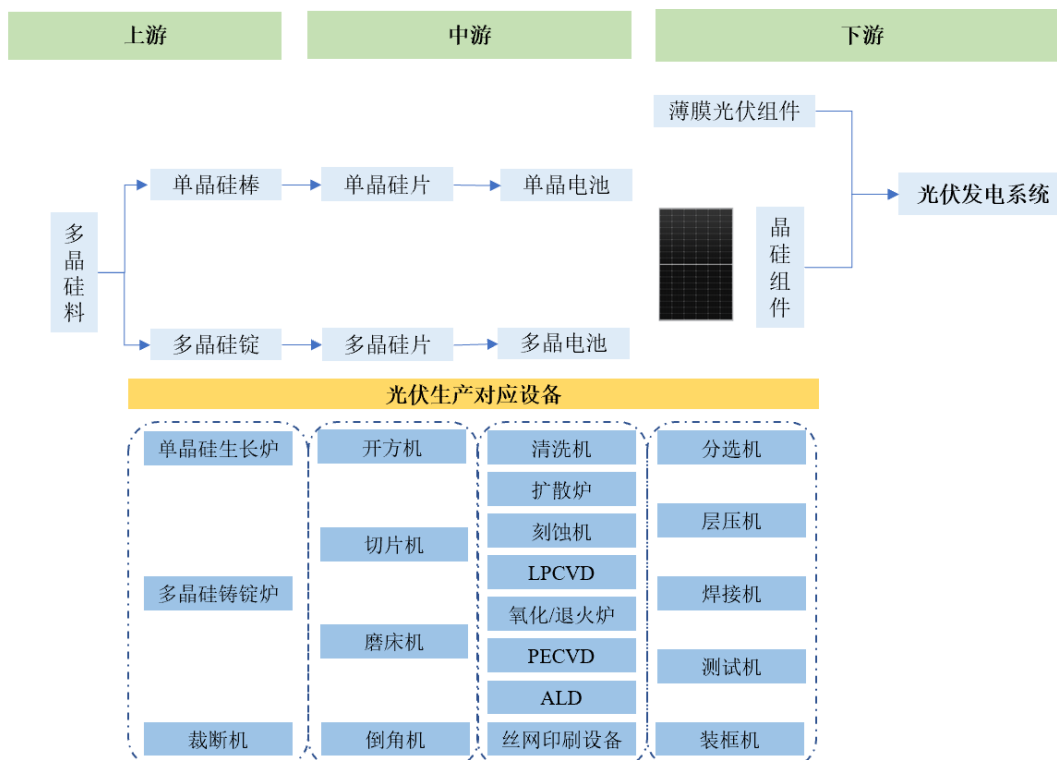 上游
中游
下游
薄膜光伏组件
单晶硅棒
单晶硅片
单晶电池
光伏发电系统
多晶硅料
晶硅组件
多晶硅锭
多晶硅片
多晶电池
光伏生产对应设备
单晶硅生长炉
多晶硅铸锭炉
裁断机
开方机
切片机
磨床机
倒角机
清洗机
扩散炉
刻蚀机
LPCVD
氧化/退火炉
PECVD
ALD
丝网印刷设备
分选机
层压机
焊接机
测试机
装框机